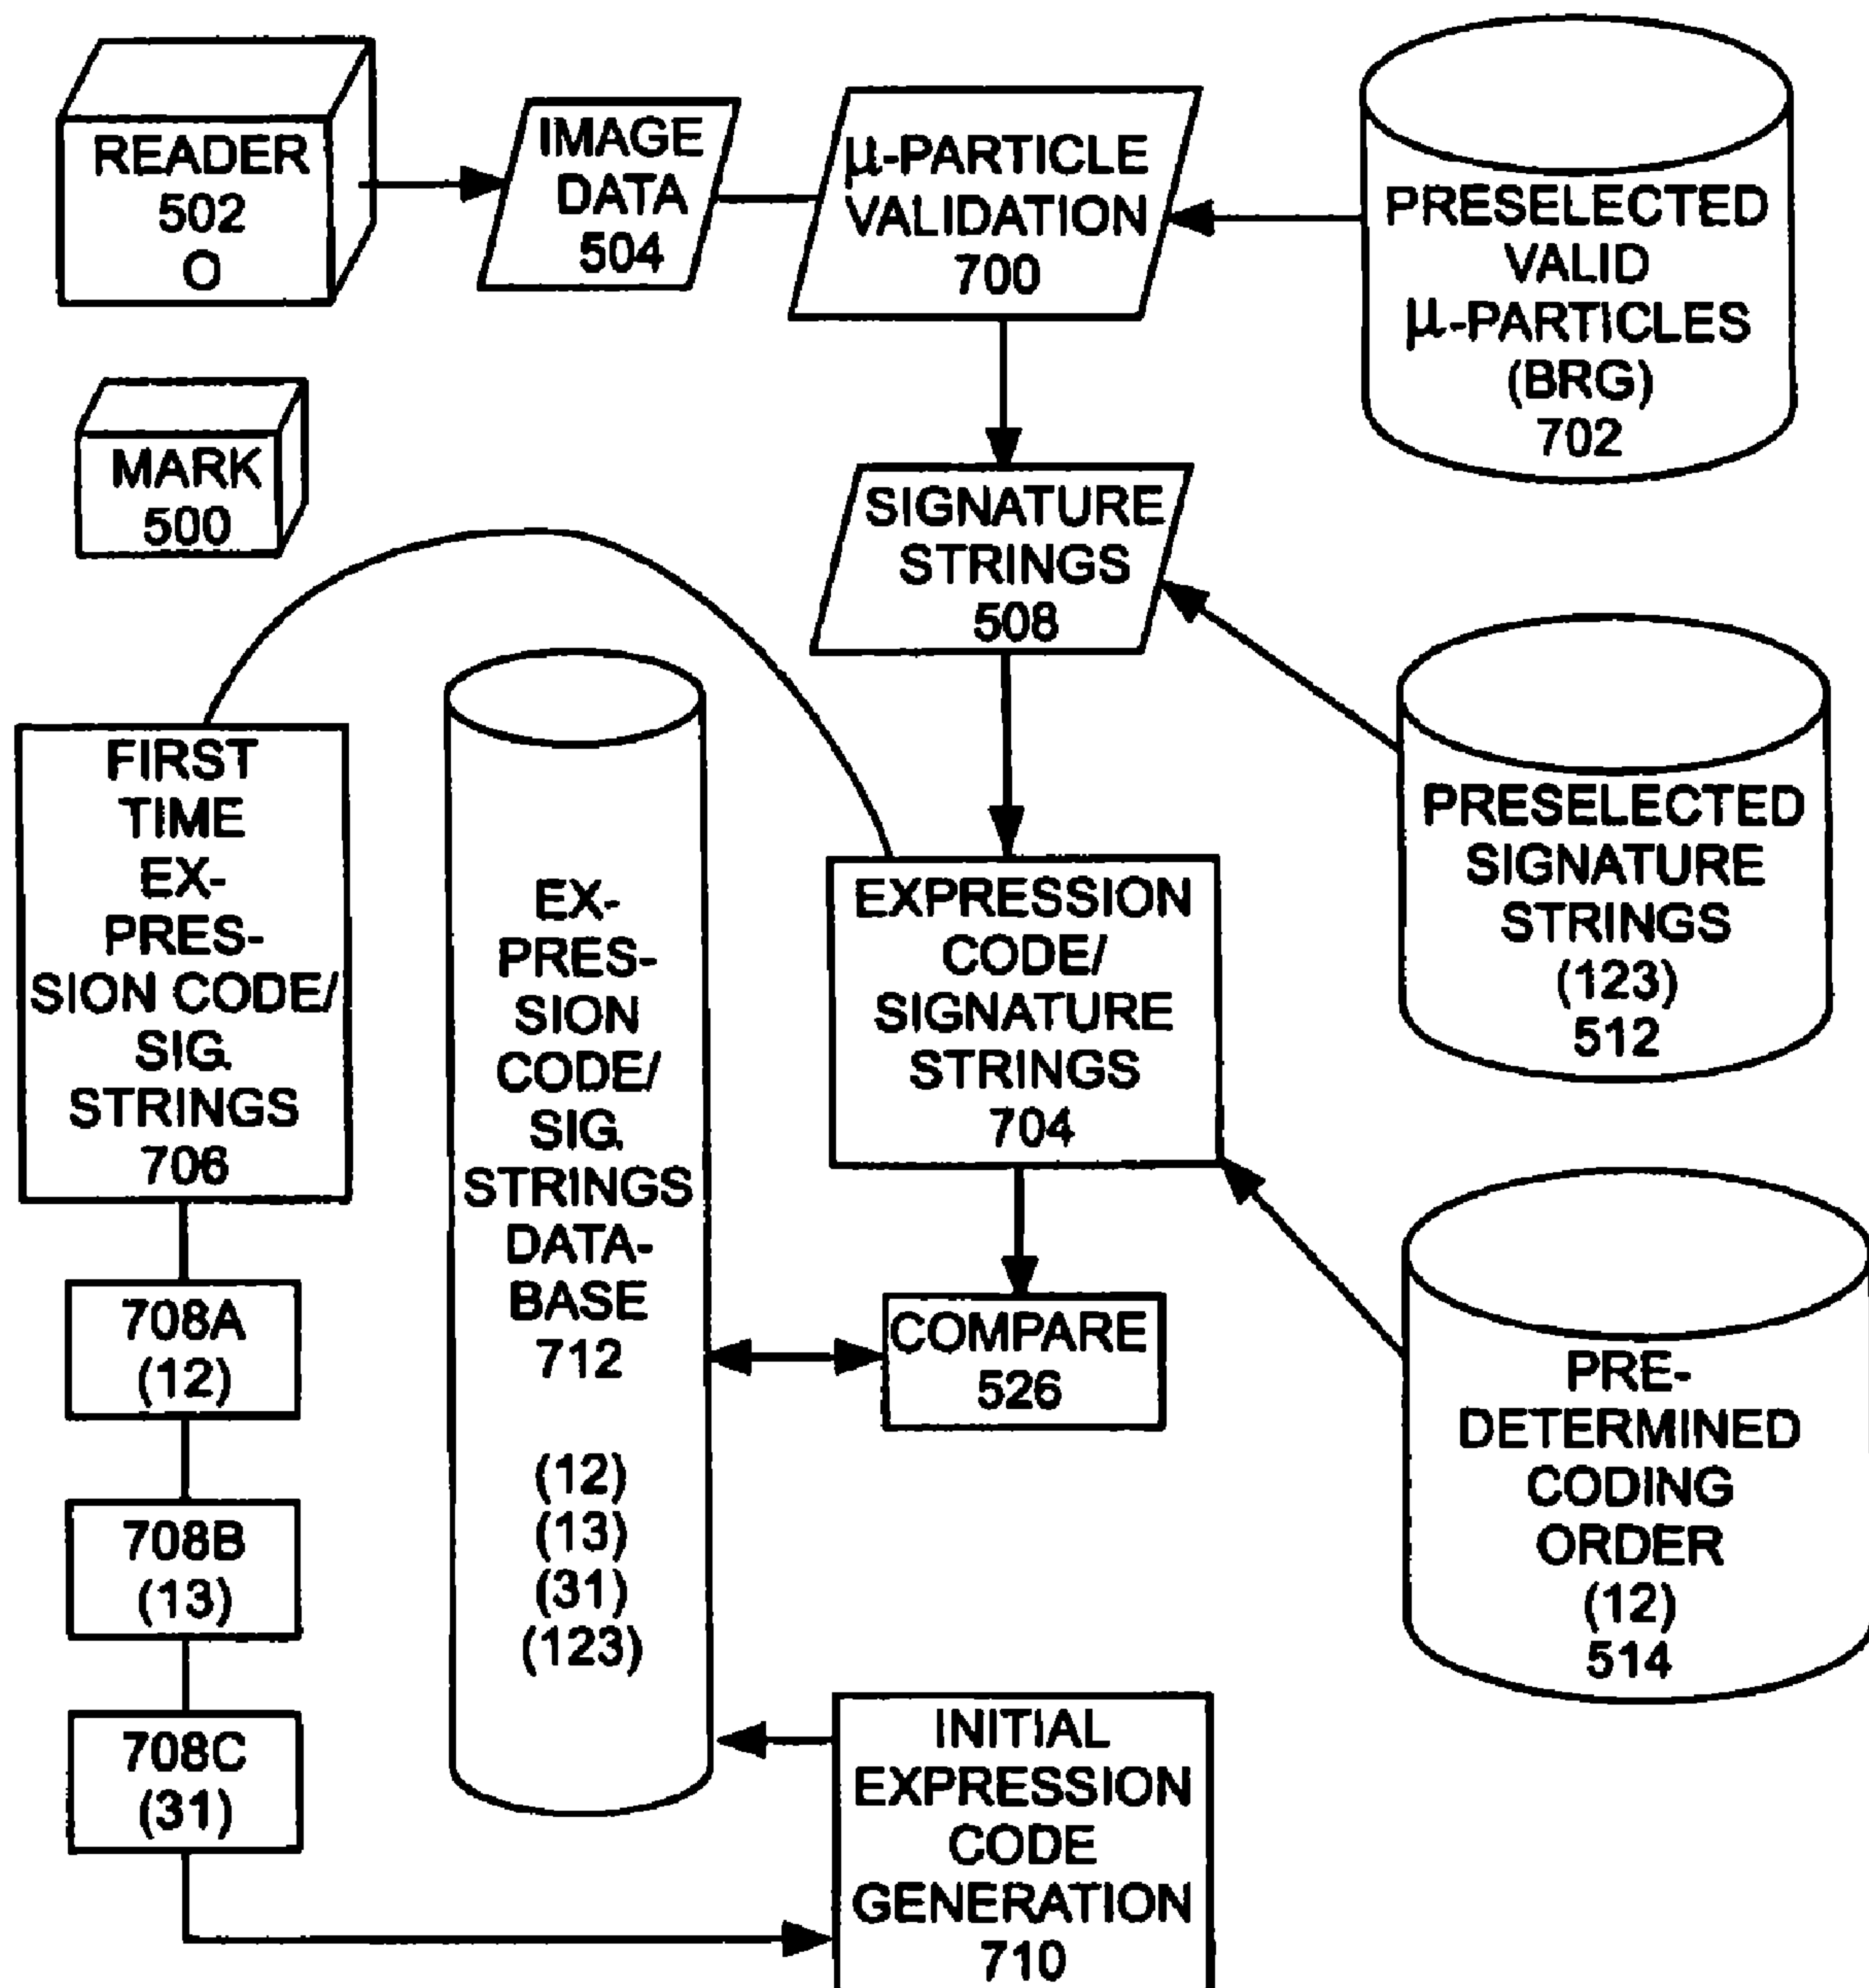 READER
502
O
IMAGE
DATA
504
µ-PARTICLE
VALIDATION
700
PRESELECTED
VALID
µ-PARTICLES
(BRG)
702
MARK
500
SIGNATURE
STRINGS
508
PRESELECTED
SIGNATURE
STRINGS
(123)
512
FIRST
TIME
EX-
PRES-
SION CODE/
SIG.
STRINGS
706
EX-
PRES-
SION
CODE/
SIG.
STRINGS
DATA-
BASE
712
(12)
(13)
(31)
(123)
EXPRESSION
CODE/
SIGNATURE
STRINGS
704
COMPARE
526
PRE-
DETERMINED
CODING
ORDER
(12)
514
708A
(12)
708B
(13)
708C
(31)
INITIAL
EXPRESSION
CODE
GENERATION
710